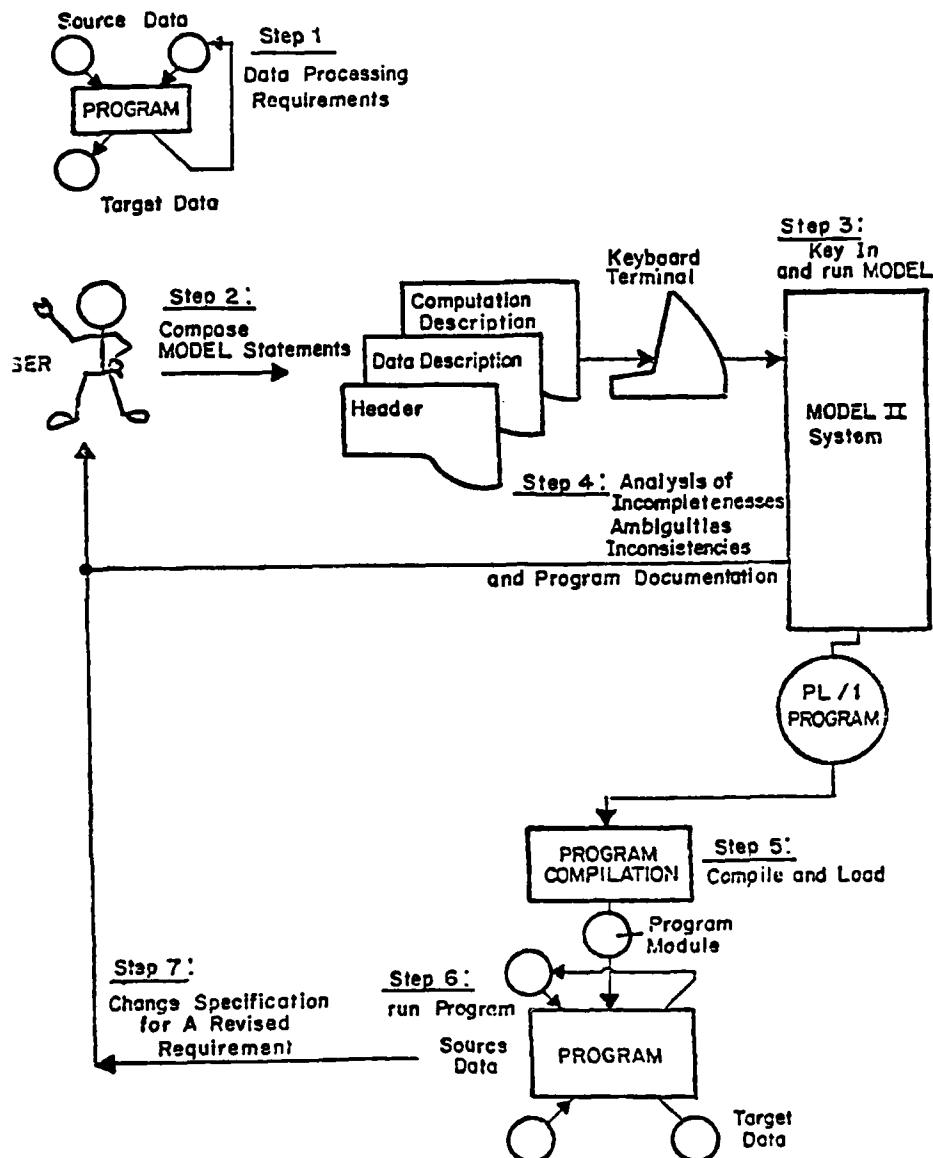 Source Data
Step 1
Data Processing
Requirements
PROGRAM
Target Data
Step 3:
Key In
and run MODEL
Keyboard
Terminal
Step 2:
Compose
MODEL Statements
Computation
Description
Data Description
Header
SER
MODEL II
System
Step 4: Analysis of
Incompletenesses
Ambiguities
Inconsistencies
and Program Documentation
PL/1
PROGRAM
PROGRAM
COMPILATION
Step 5:
Compile and Load
Program
Module
Step 7:
Change Specification
for A Revised
Requirement
Step 6:
run Program
Source
Data
PROGRAM
Target
Data